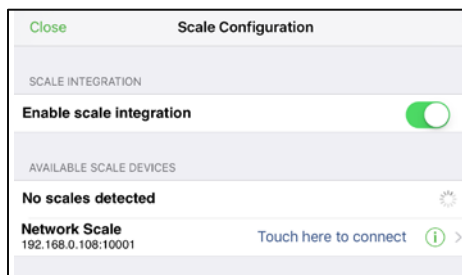 Close Scale Configuration
SCALE INTEGRATION
Enable scale integration
AVAILABLE SCALE DEVICES
No scales detected
Network Scale
192.168.0.108:10001
Touch here to connect